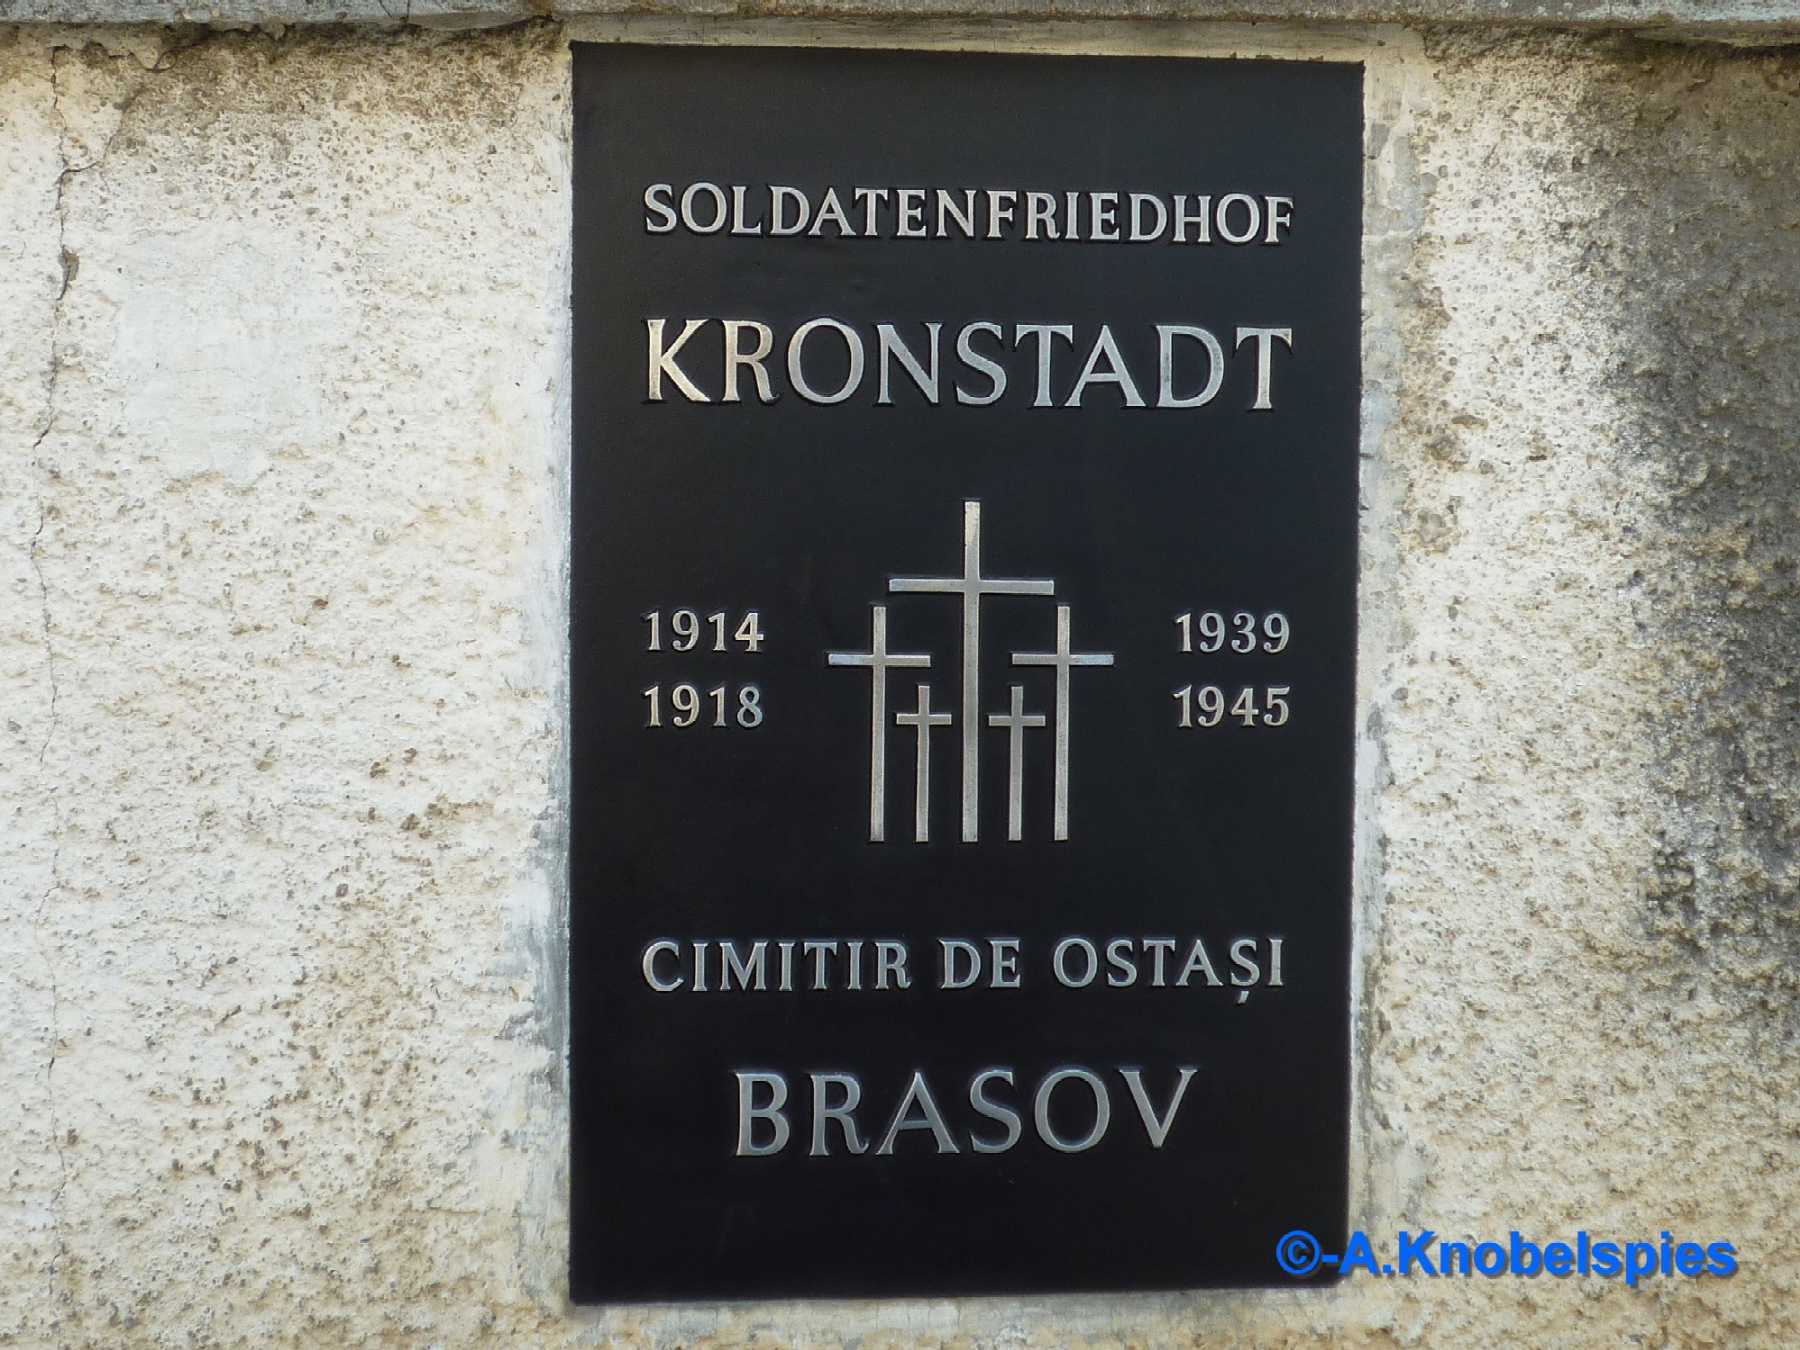 SOLDATENFRIEDHOF
KRONSTADT
1914 1939
1918 1945
CIMITIR DE OSTAȘI
BRASOV
©-A.Knobelspies